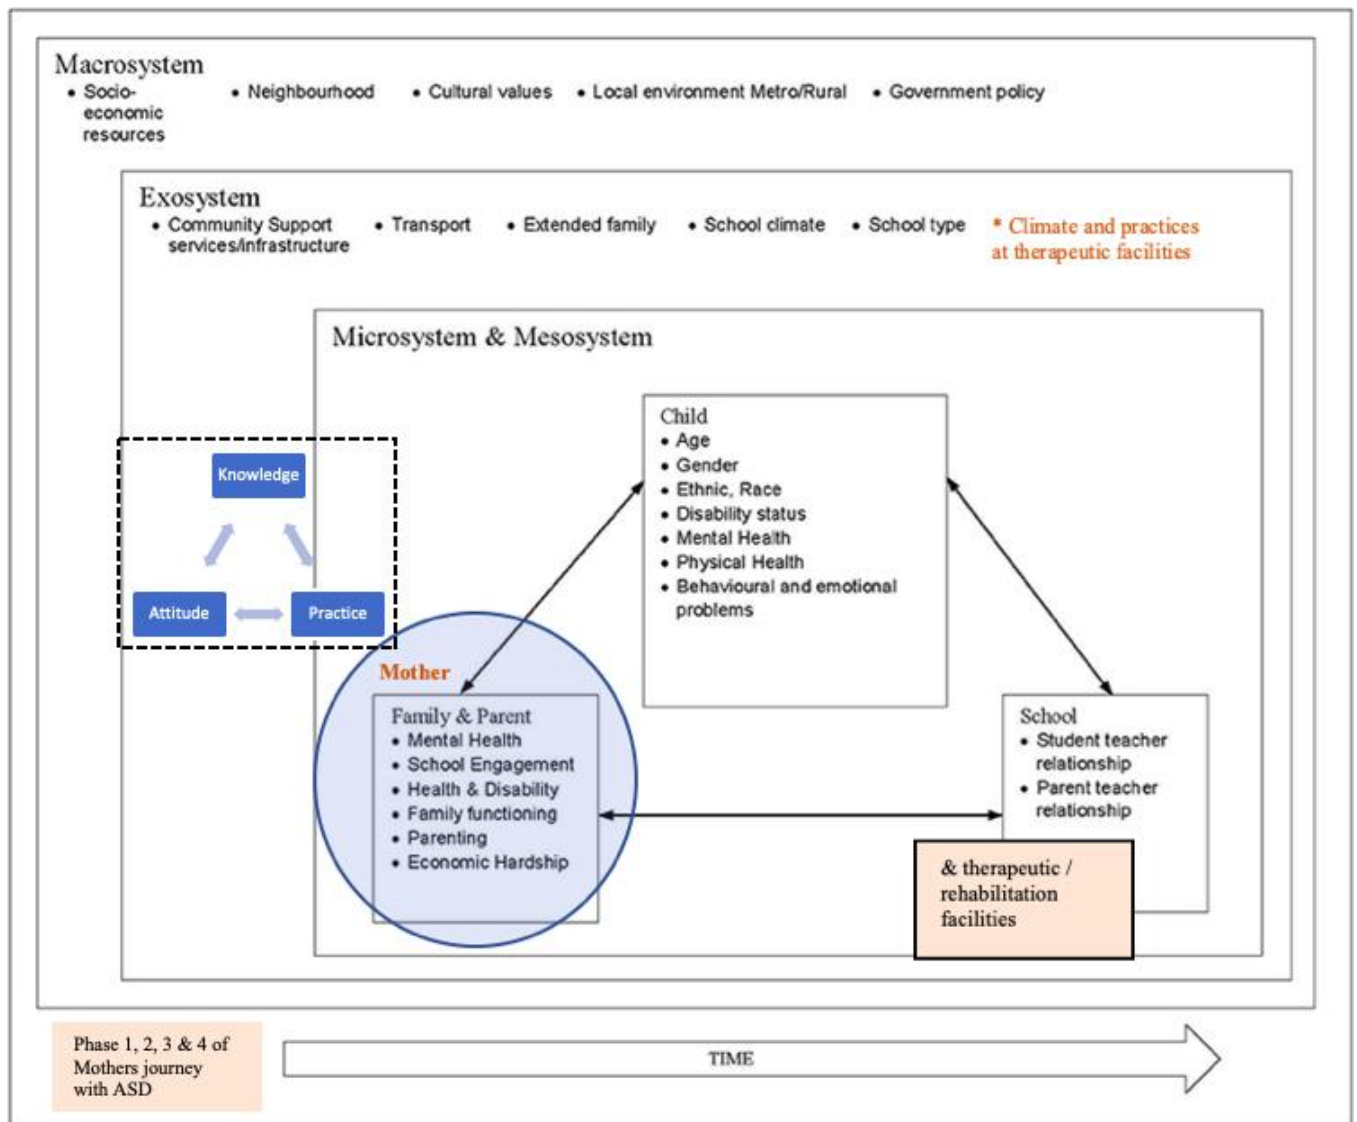 Macrosystem
• Socio-
economic
resources
• Neighbourhood
• Cultural values
• Local environment Metro/Rural
• Government policy
Exosystem
• Community Support
services/infrastructure
• Transport
• Extended family
• School climate
• School type
* Climate and practices
at therapeutic facilities
Microsystem & Mesosystem
Child
• Age
• Gender
• Ethnic, Race
• Disability status
• Mental Health
• Physical Health
• Behavioural and emotional
problems
Knowledge
Attitude
Practice
Mother
Family & Parent
• Mental Health
• School Engagement
• Health & Disability
• Family functioning
• Parenting
• Economic Hardship
School
• Student teacher
relationship
• Parent teacher
relationship
& therapeutic /
rehabilitation
facilities
Phase 1, 2, 3 & 4 of
Mothers journey
with ASD
TIME